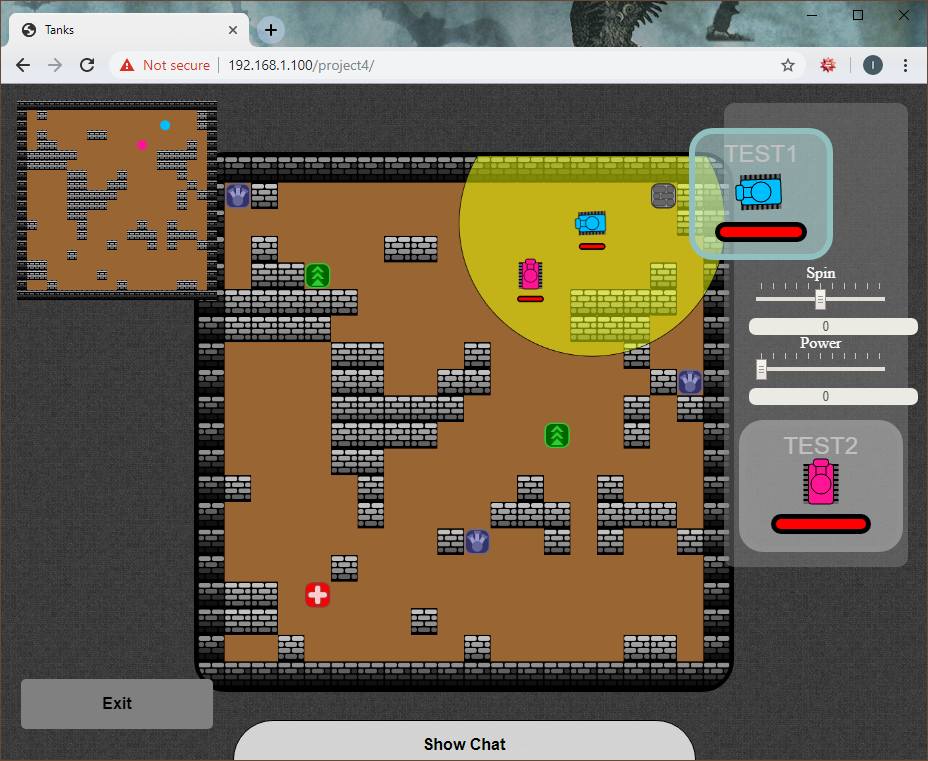 Tanks
Not secure
192.168.1.100/project4/
I
TEST1
Spin
0
Power
0
TEST2
Exit
Show Chat